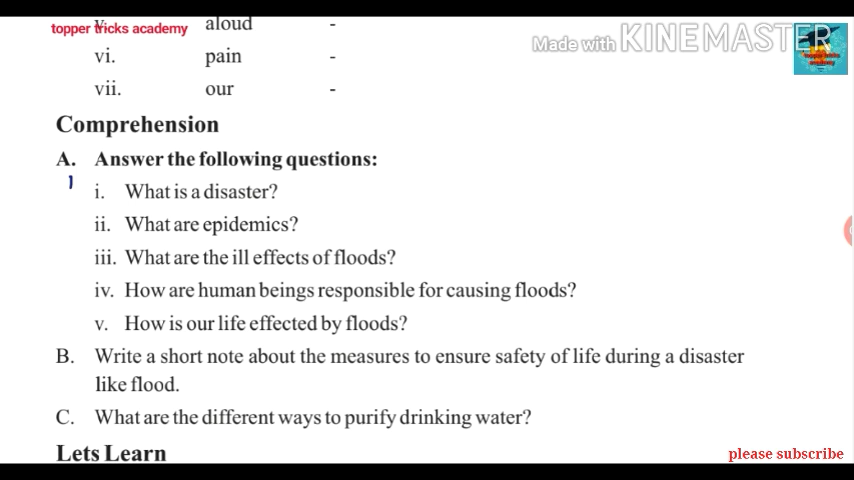 v. aloud -
topper tricks academy
Made with KINEMASTER
vi. pain -
vii. our -
Comprehension
A. Answer the following questions:
1
i. What is a disaster?
ii. What are epidemics?
iii. What are the ill effects of floods?
iv. How are human beings responsible for causing floods?
v. How is our life effected by floods?
B. Write a short note about the measures to ensure safety of life during a disaster
like flood.
C. What are the different ways to purify drinking water?
Lets Learn
please subscribe